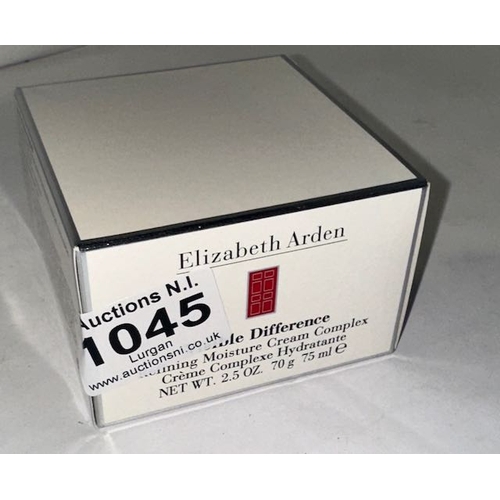 Elizabeth Arden
Auctions N.I.
1045
Lurgan
www.auctionsni.co.uk
ble Difference
fining Moisture Cream Complex
Crème Complexe Hydratante
NET WT. 2.5 OZ. 70 g 75 ml ℮